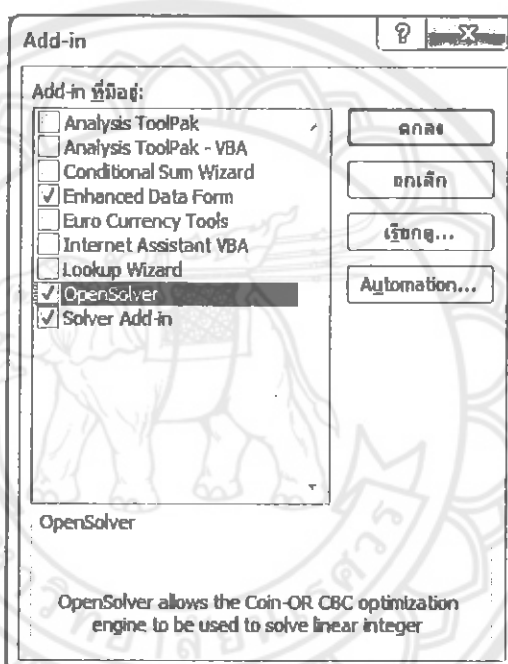 Add-in
Add-in ที่มีอยู่:
Analysis ToolPak
Analysis ToolPak - VBA
Conditional Sum Wizard
Enhanced Data Form
Euro Currency Tools
Internet Assistant VBA
Lookup Wizard
OpenSolver
Solver Add-in
ตกลง
ยกเลิก
เรียกดู...
Automation...
OpenSolver
OpenSolver allows the Coin-OR CBC optimization
engine to be used to solve linear integer